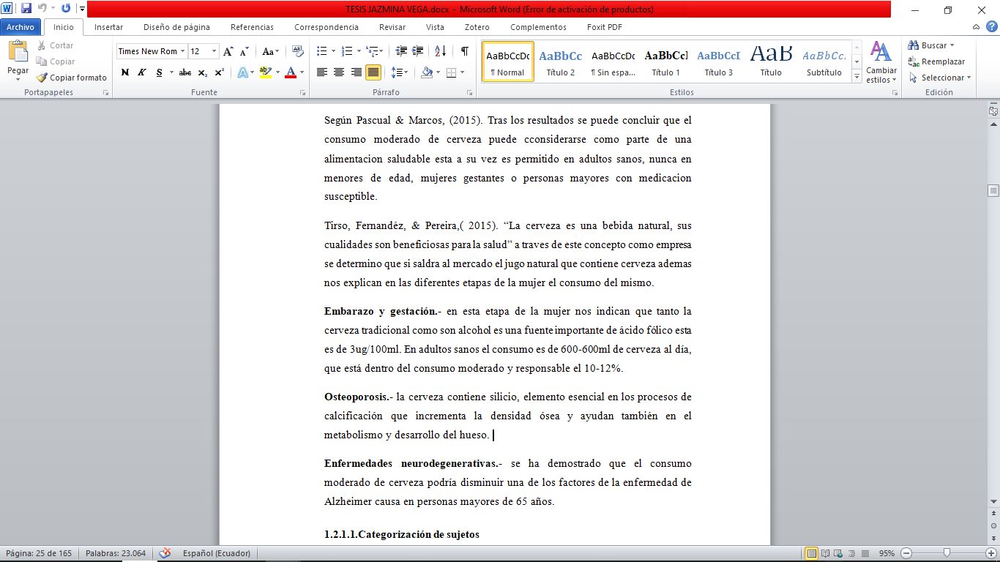 TESIS JAZMINA VEGA.docx - Microsoft Word (Error de activación de productos)
Archivo Inicio Insertar Diseño de página Referencias Correspondencia Revisar Vista Zotero Complementos Foxit PDF
Pegar
Cortar
Copiar
Copiar formato
Portapapeles
Times New Rom 12
N K S abc x₂ x²
Fuente
Párrafo
AaBbCcDc AaBbCc AaBbCcDc AaBbCcI AaBbCcI AaB AaBbCc.
¶ Normal Título 2 ¶ Sin espa... Título 1 Título 3 Título Subtítulo
Cambiar estilos
Estilos
Buscar
Reemplazar
Seleccionar
Edición
Según Pascual & Marcos, (2015). Tras los resultados se puede concluir que el
consumo moderado de cerveza puede cconsiderarse como parte de una
alimentacion saludable esta a su vez es permitido en adultos sanos, nunca en
menores de edad, mujeres gestantes o personas mayores con medicacion
susceptible.
Tirso, Fernandéz, & Pereira,( 2015). “La cerveza es una bebida natural, sus
cualidades son beneficiosas para la salud” a traves de este concepto como empresa
se determino que si saldra al mercado el jugo natural que contiene cerveza ademas
nos explican en las diferentes etapas de la mujer el consumo del mismo.
Embarazo y gestación.- en esta etapa de la mujer nos indican que tanto la
cerveza tradicional como son alcohol es una fuente importante de ácido fólico esta
es de 3ug/100ml. En adultos sanos el consumo es de 600-600ml de cerveza al día,
que está dentro del consumo moderado y responsable el 10-12%.
Osteoporosis.- la cerveza contiene silicio, elemento esencial en los procesos de
calcificación que incrementa la densidad ósea y ayudan también en el
metabolismo y desarrollo del hueso.
Enfermedades neurodegenerativas.- se ha demostrado que el consumo
moderado de cerveza podría disminuir una de los factores de la enfermedad de
Alzheimer causa en personas mayores de 65 años.
1.2.1.1.Categorización de sujetos
Página: 25 de 165 Palabras: 23.064 Español (Ecuador) 95%